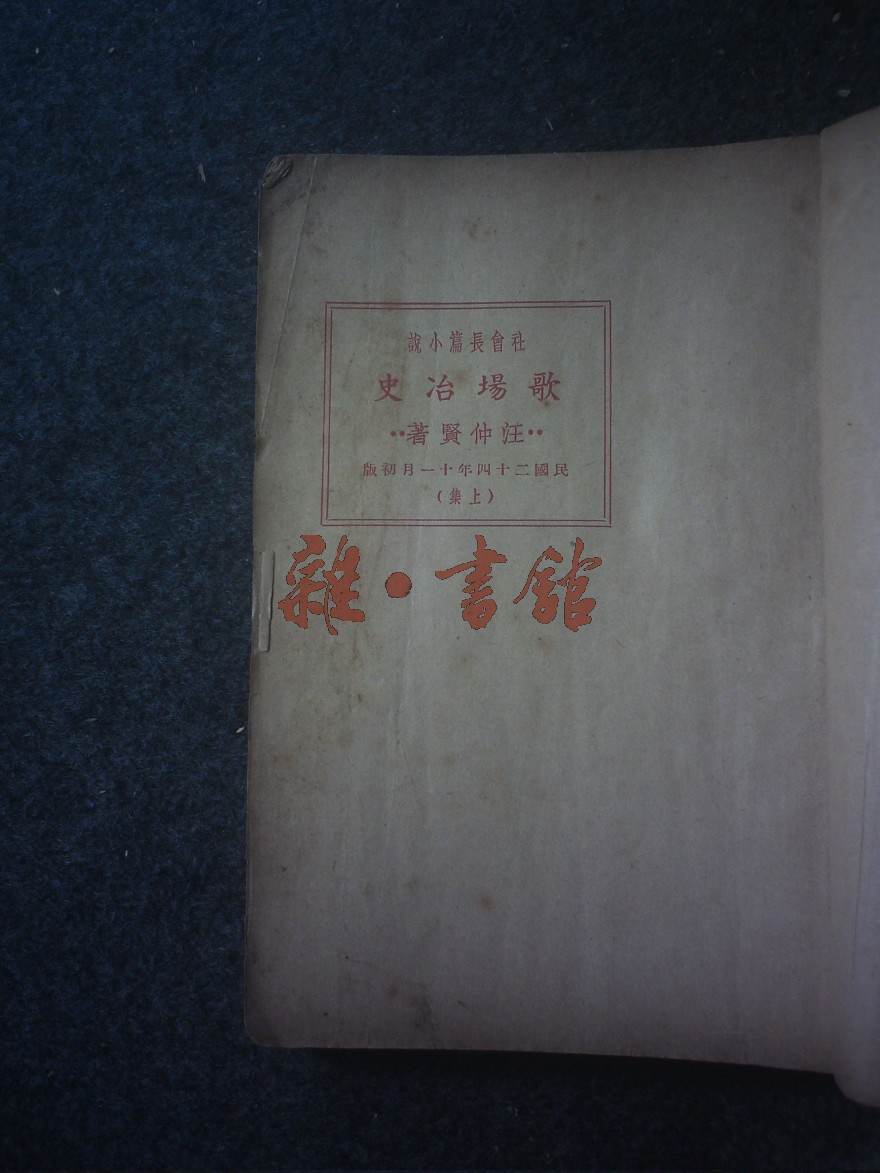 社會長篇小說
歌場冶史
··汪仲賢著··
民國二十四年十一月初版
（上集）
雜·書館